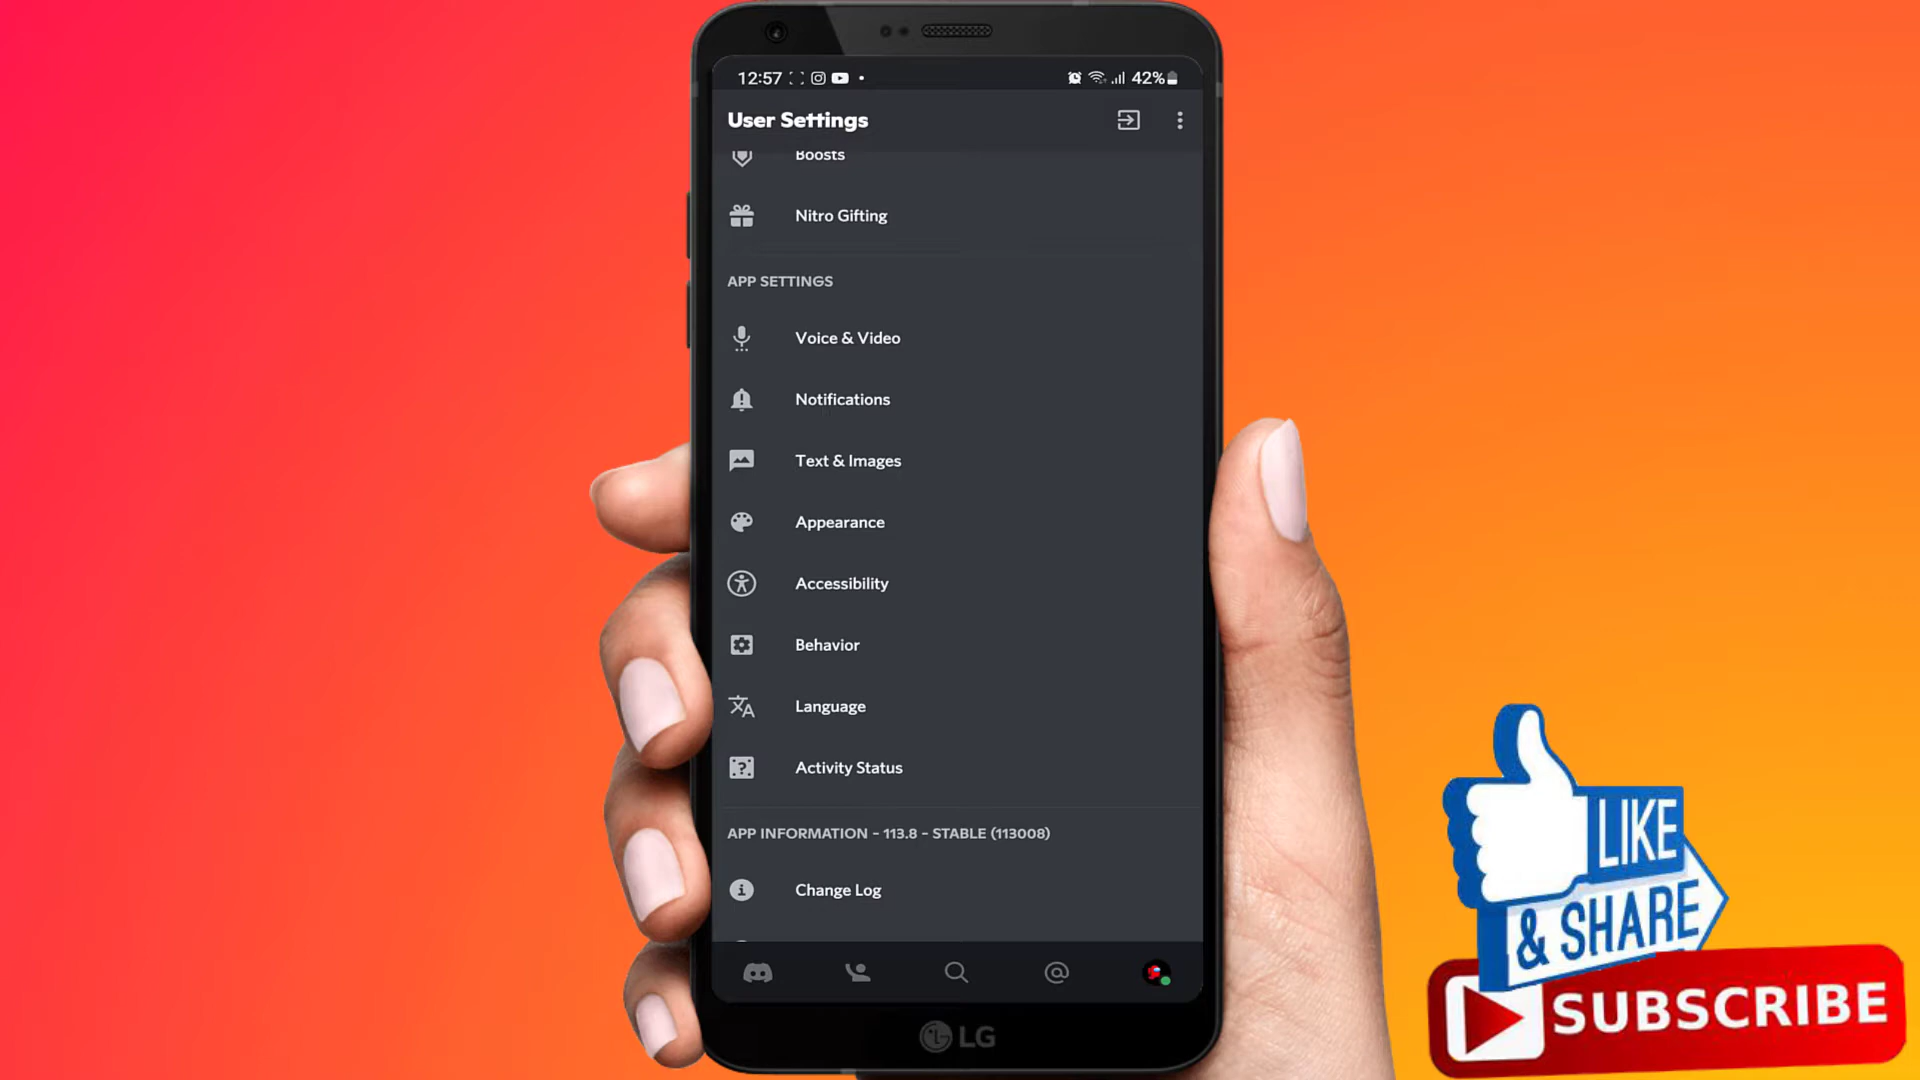 12:57
42%
User Settings
Boosts
Nitro Gifting
APP SETTINGS
Voice & Video
Notifications
Text & Images
Appearance
Accessibility
Behavior
Language
Activity Status
APP INFORMATION - 113.8 - STABLE (113008)
Change Log
LG
LIKE
& SHARE
SUBSCRIBE